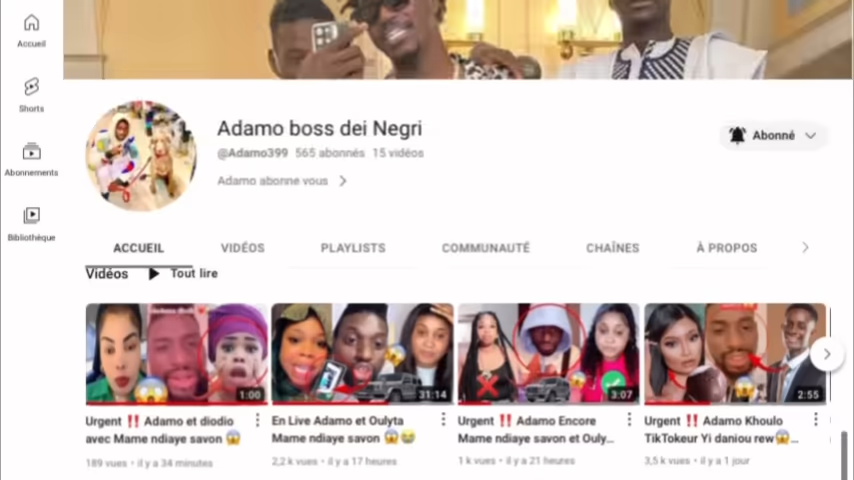 Accueil
Shorts
Abonnements
Bibliothèque
Adamo boss dei Negri
@Adamo399 565 abonnés 15 vidéos
Adamo abonne vous
Abonné
ACCUEIL VIDÉOS PLAYLISTS COMMUNAUTÉ CHAÎNES À PROPOS
Vidéos Tout lire
1:00
31:14
3:07
2:55
Urgent ‼️ Adamo et diodio
avec Mame ndiaye savon 😱
189 vues • il y a 34 minutes
En Live Adamo et Oulyta
Mame ndiaye savon 😱😭
2,2 k vues • il y a 17 heures
Urgent ‼️ Adamo Encore
Mame ndiaye savon et Ouly...
1 k vues • il y a 21 heures
Urgent ‼️ Adamo Khoulo
TikTokeur Yi daniou rew😱...
3,5 k vues • il y a 1 jour